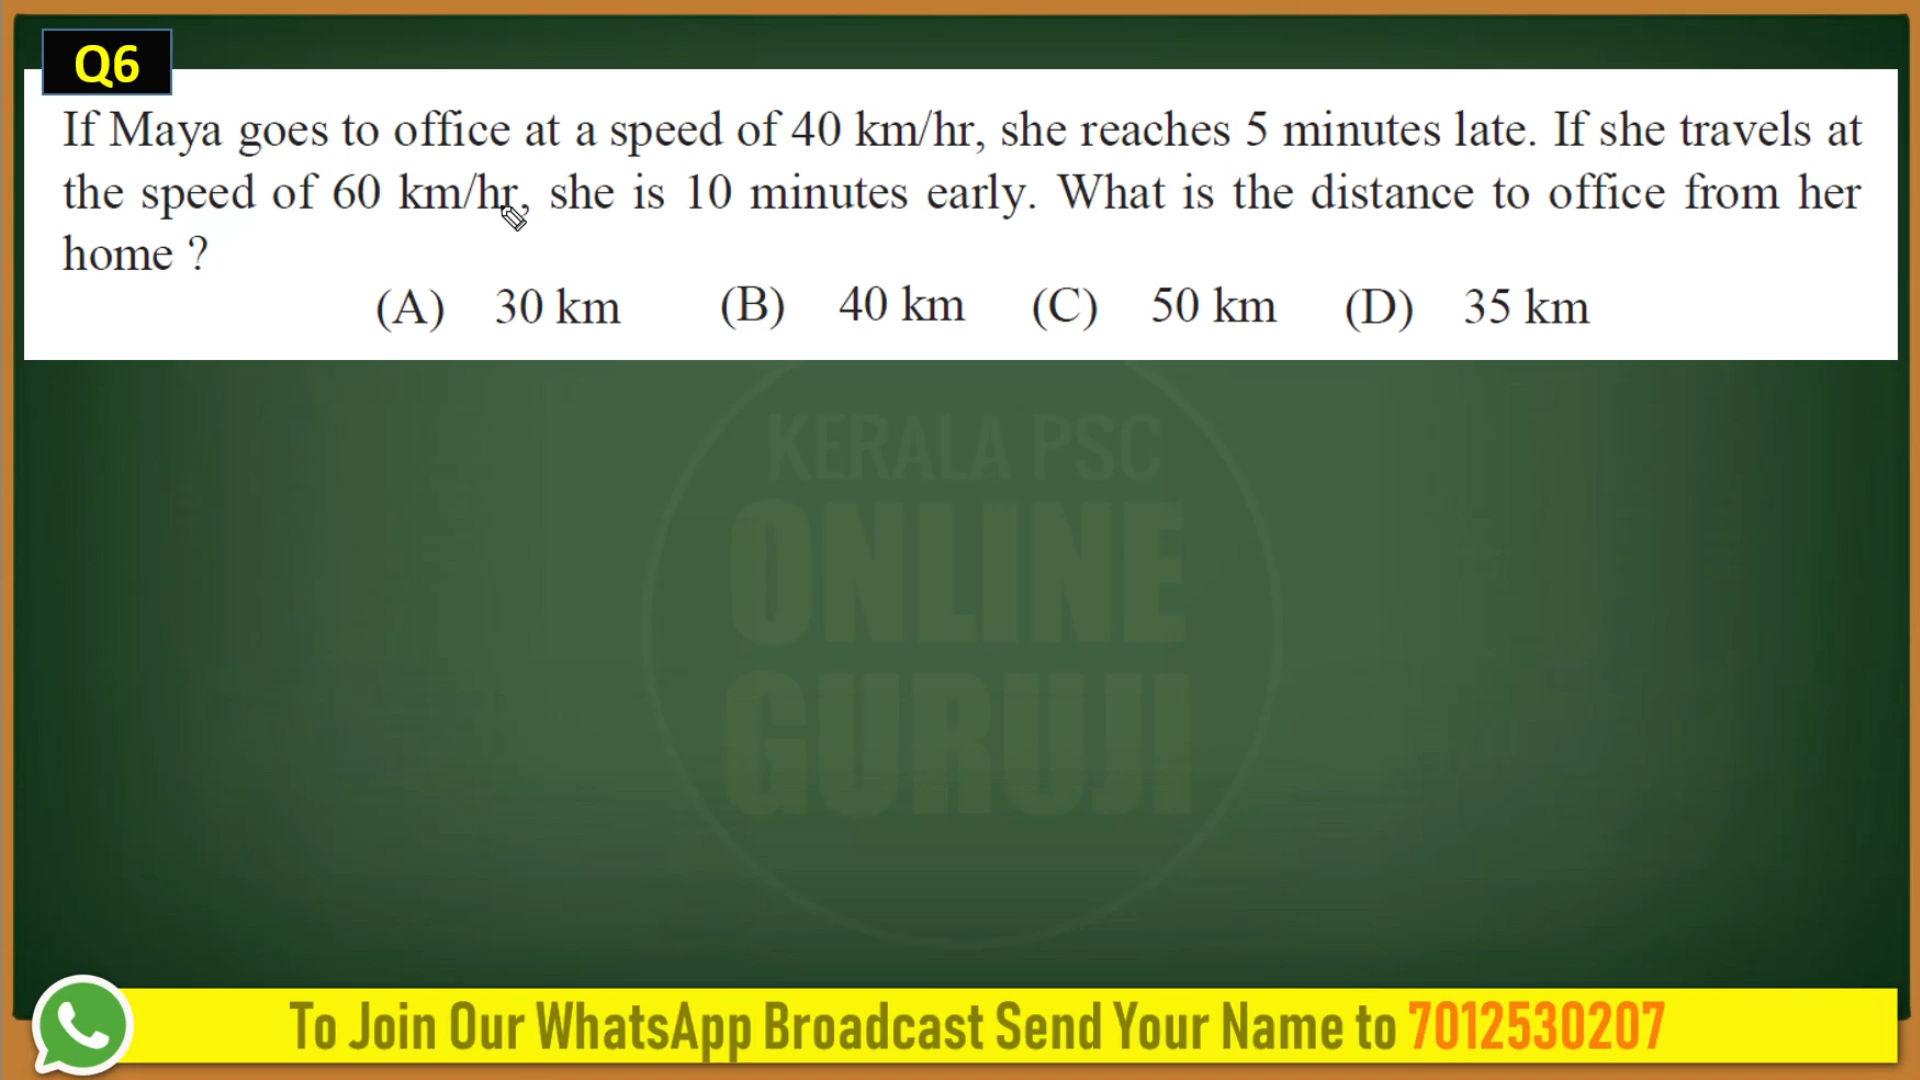 Q6
If Maya goes to office at a speed of 40 km/hr, she reaches 5 minutes late. If she travels at
the speed of 60 km/hr, she is 10 minutes early. What is the distance to office from her
home ?
(A) 30 km (B) 40 km (C) 50 km (D) 35 km
KERALA PSC
ONLINE
GURUJI
To Join Our WhatsApp Broadcast Send Your Name to 7012530207